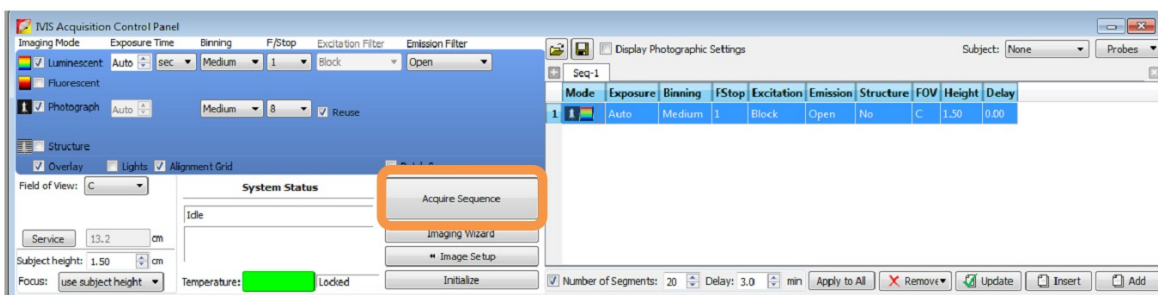 IVIS Acquisition Control Panel
Imaging Mode Exposure Time Binning F/Stop Excitation Filter Emission Filter
Luminescent Auto sec Medium 1 Block Open
Fluorescent
Photograph Auto Medium 8 Reuse
Structure
Overlay Lights Alignment Grid
Field of View: C
System Status
Idle
Service 13.2 cm
Subject height: 1.50 cm
Focus: use subject height
Temperature: Locked
Acquire Sequence
Imaging Wizard
Image Setup
Initialize
Display Photographic Settings Subject: None Probes
Seq-1
Mode Exposure Binning FStop Excitation Emission Structure FOV Height Delay
1 Auto Medium 1 Block Open No C 1.50 0.00
Number of Segments: 20 Delay: 3.0 min Apply to All Remove Update Insert Add